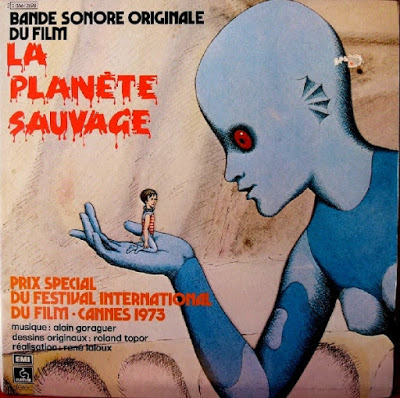 BANDE SONORE ORIGINALE
DU FILM
LA
PLANÈTE
SAUVAGE
PRIX SPECIAL
DU FESTIVAL INTERNATIONAL
DU FILM · CANNES 1973
musique : alain goraguer
dessins originaux : roland topor
réalisation : rené laloux
EMI